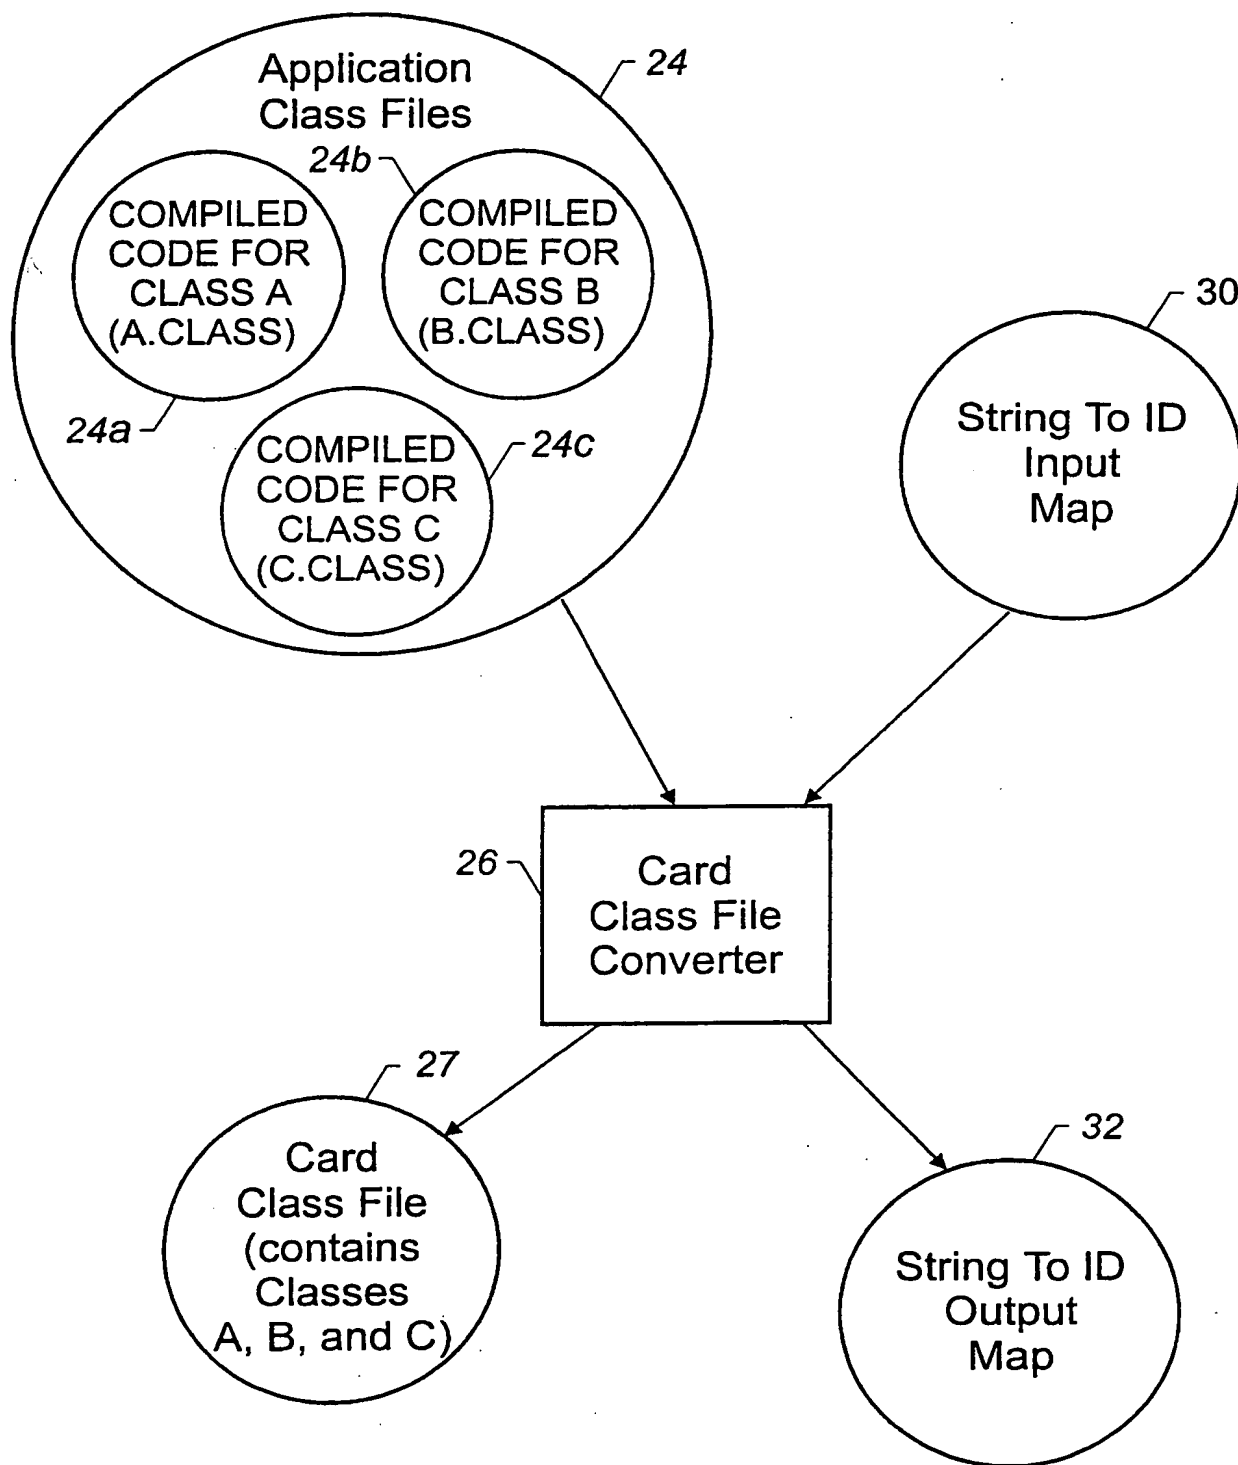 Application
Class Files
24
24b
COMPILED
CODE FOR
CLASS A
(A.CLASS)
COMPILED
CODE FOR
CLASS B
(B.CLASS)
24a
COMPILED
CODE FOR
CLASS C
(C.CLASS)
24c
30
String To ID
Input
Map
26
Card
Class File
Converter
27
Card
Class File
(contains
Classes
A, B, and C)
32
String To ID
Output
Map